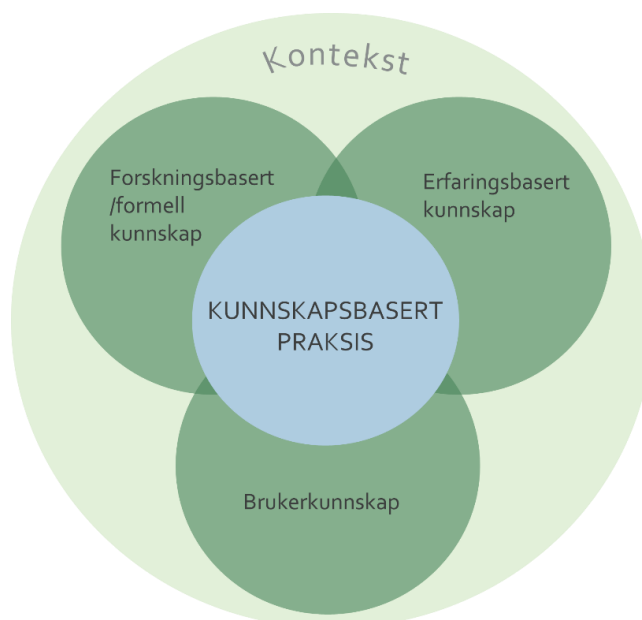 Kontekst
Forskningsbasert
/formell
kunnskap
Erfaringsbasert
kunnskap
KUNNSKAPSBASERT
PRAKSIS
Brukerkunnskap